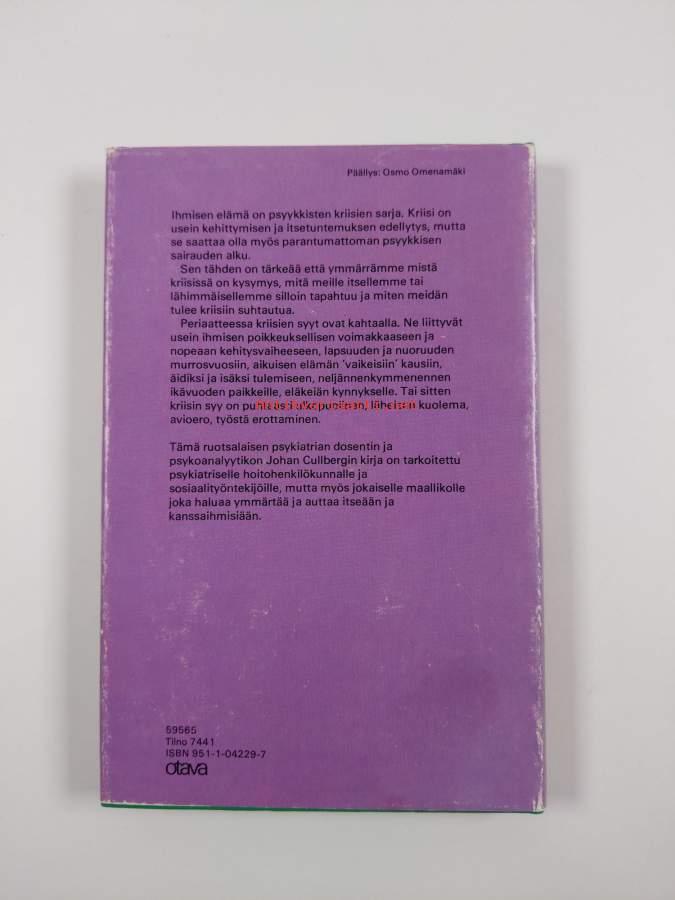 Päällys: Osmo Omenamäki
Ihmisen elämä on psyykkisten kriisien sarja. Kriisi on
usein kehittymisen ja itsetuntemuksen edellytys, mutta
se saattaa olla myös parantumattoman psyykkisen
sairauden alku.
Sen tähden on tärkeää että ymmärrämme mistä
kriisissä on kysymys, mitä meille itsellemme tai
lähimmäisellemme silloin tapahtuu ja miten meidän
tulee kriisiin suhtautua.
Periaatteessa kriisien syyt ovat kahtaalla. Ne liittyvät
usein ihmisen poikkeuksellisen voimakkaaseen ja
nopeaan kehitysvaiheeseen, lapsuuden ja nuoruuden
murrosvuosiin, aikuisen elämän 'vaikeisiin' kausiin,
äidiksi ja isäksi tulemiseen, neljännenkymmenennen
ikävuoden paikkeille, eläkeiän kynnykselle. Tai sitten
kriisin syy on läheisen kuolema,
avioero, työstä erottaminen.
Tämä ruotsalaisen psykiatrian dosentin ja
psykoanalyytikon Johan Cullbergin kirja on tarkoitettu
psykiatriselle hoitohenkilökunnalle ja
sosiaalityöntekijöille, mutta myös jokaiselle maallikolle
joka haluaa ymmärtää ja auttaa itseään ja
kanssaihmisiään.
59565
Tilno 7441
ISBN 951-1-04229-7
otava